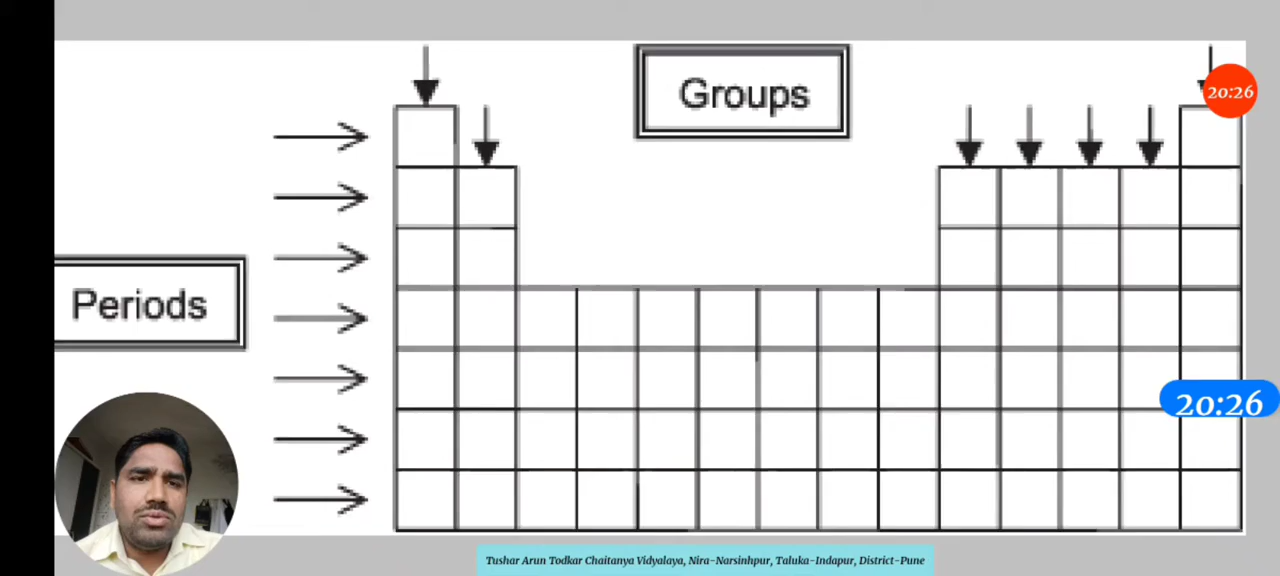 Groups
20:26
Periods
20:26
Tushar Arun Todkar Chaitanya Vidyalaya, Nira-Narsinhpur, Taluka-Indapur, District-Pune